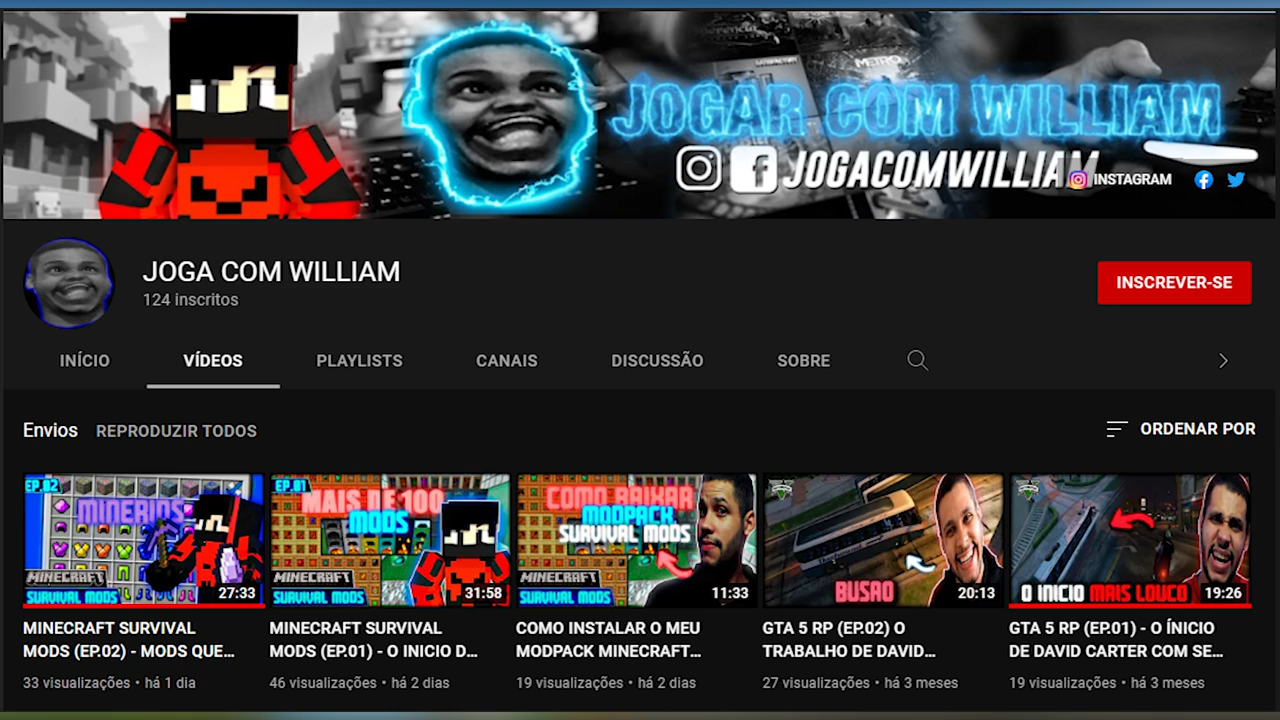 JOGAR COM WILLIAM
JOGACOMWILLIAM
INSTAGRAM
JOGA COM WILLIAM
124 inscritos
INSCREVER-SE
INÍCIO VÍDEOS PLAYLISTS CANAIS DISCUSSÃO SOBRE
Envios REPRODUZIR TODOS
ORDENAR POR
EP.02
MINERIOS
MINECRAFT
SURVIVAL MODS
27:33
MINECRAFT SURVIVAL
MODS (EP.02) - MODS QUE...
33 visualizações • há 1 dia
EP.01
MAIS DE 100
MODS
MINECRAFT
SURVIVAL MODS
31:58
MINECRAFT SURVIVAL
MODS (EP.01) - O INICIO D...
46 visualizações • há 2 dias
COMO BAIXAR
MODPACK
SURVIVAL MODS
MINECRAFT
SURVIVAL MODS
11:33
COMO INSTALAR O MEU
MODPACK MINECRAFT...
19 visualizações • há 2 dias
BUSAO
20:13
GTA 5 RP (EP.02) O
TRABALHO DE DAVID...
27 visualizações • há 3 meses
O INICIO MAIS LOUCO
19:26
GTA 5 RP (EP.01) - O ÍNICIO
DE DAVID CARTER COM SE...
19 visualizações • há 3 meses